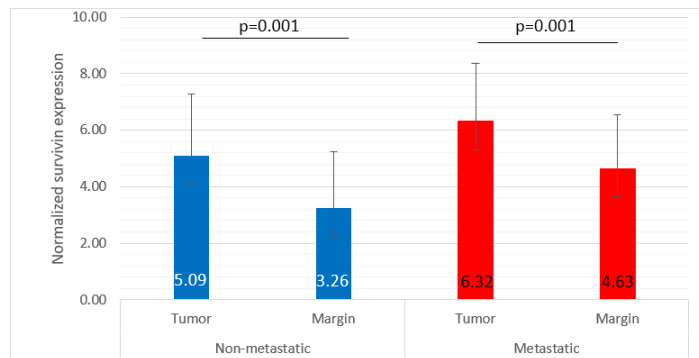 p=0.001
p=0.001
Normalized survivin expression
10.00
8.00
6.00
4.00
2.00
0.00
5.09
3.26
6.32
4.63
Tumor
Margin
Tumor
Margin
Non-metastatic
Metastatic